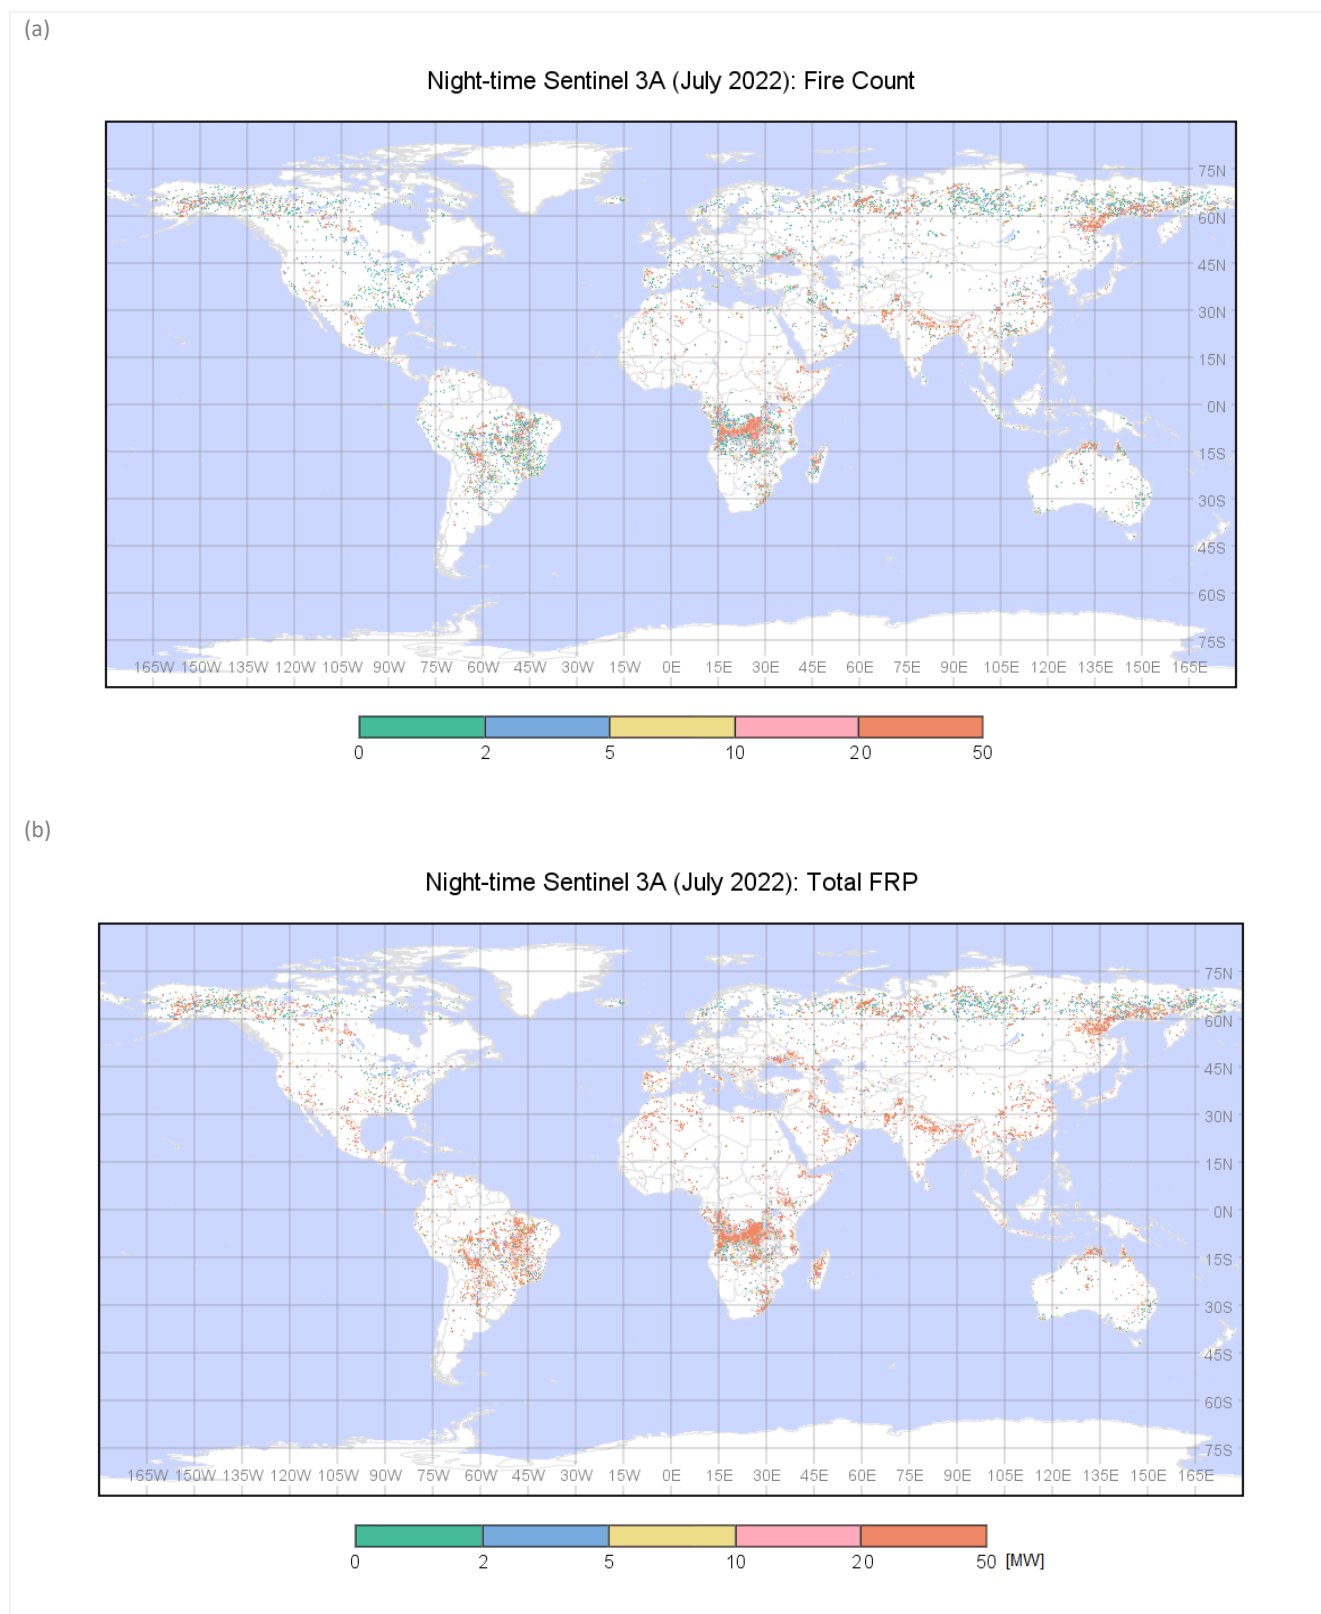 (a)
Night-time Sentinel 3A (July 2022): Fire Count
75N
60N
45N
30N
15N
0N
15S
30S
45S
60S
75S
165W 150W 135W 120W 105W 90W 75W 60W 45W 30W 15W 0E 15E 30E 45E 60E 75E 90E 105E 120E 135E 150E 165E
0 2 5 10 20 50
(b)
Night-time Sentinel 3A (July 2022): Total FRP
75N
60N
45N
30N
15N
0N
15S
30S
45S
60S
75S
165W 150W 135W 120W 105W 90W 75W 60W 45W 30W 15W 0E 15E 30E 45E 60E 75E 90E 105E 120E 135E 150E 165E
0 2 5 10 20 50 [MW]